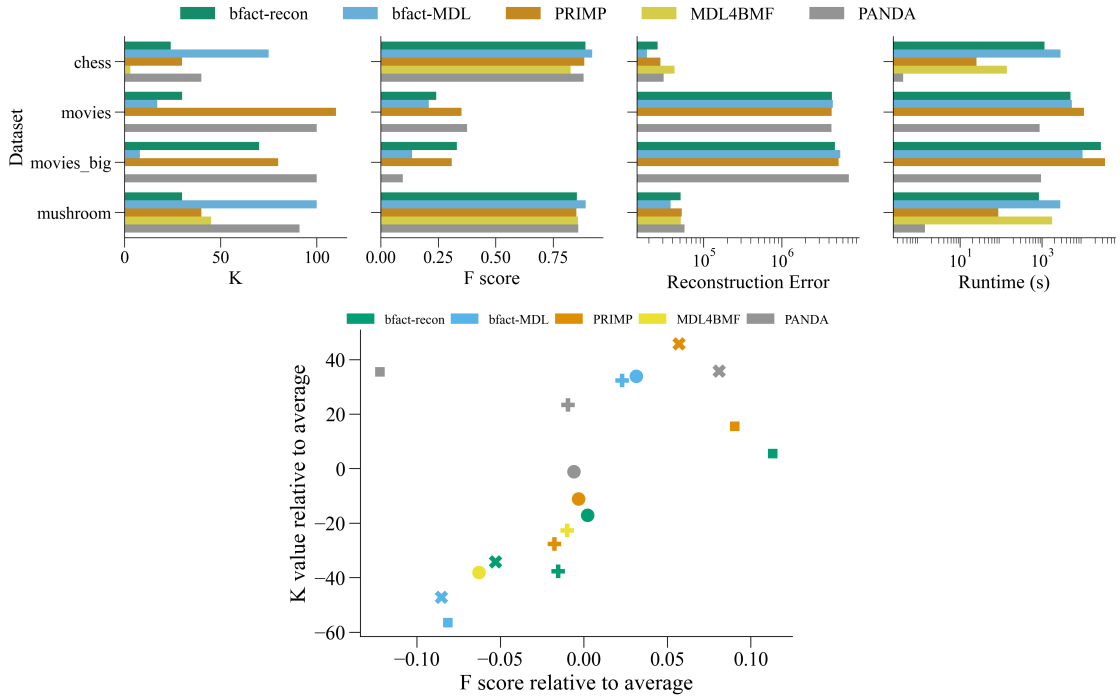 bfact-recon bfact-MDL PRIMP MDL4BMF PANDA
Dataset
chess
movies
movies_big
mushroom
0 50 100
K
0.00 0.25 0.50 0.75
F score
10^5 10^6
Reconstruction Error
10^1 10^3
Runtime (s)
bfact-recon bfact-MDL PRIMP MDL4BMF PANDA
K value relative to average
40
20
0
−20
−40
−60
−0.10 −0.05 0.00 0.05 0.10
F score relative to average